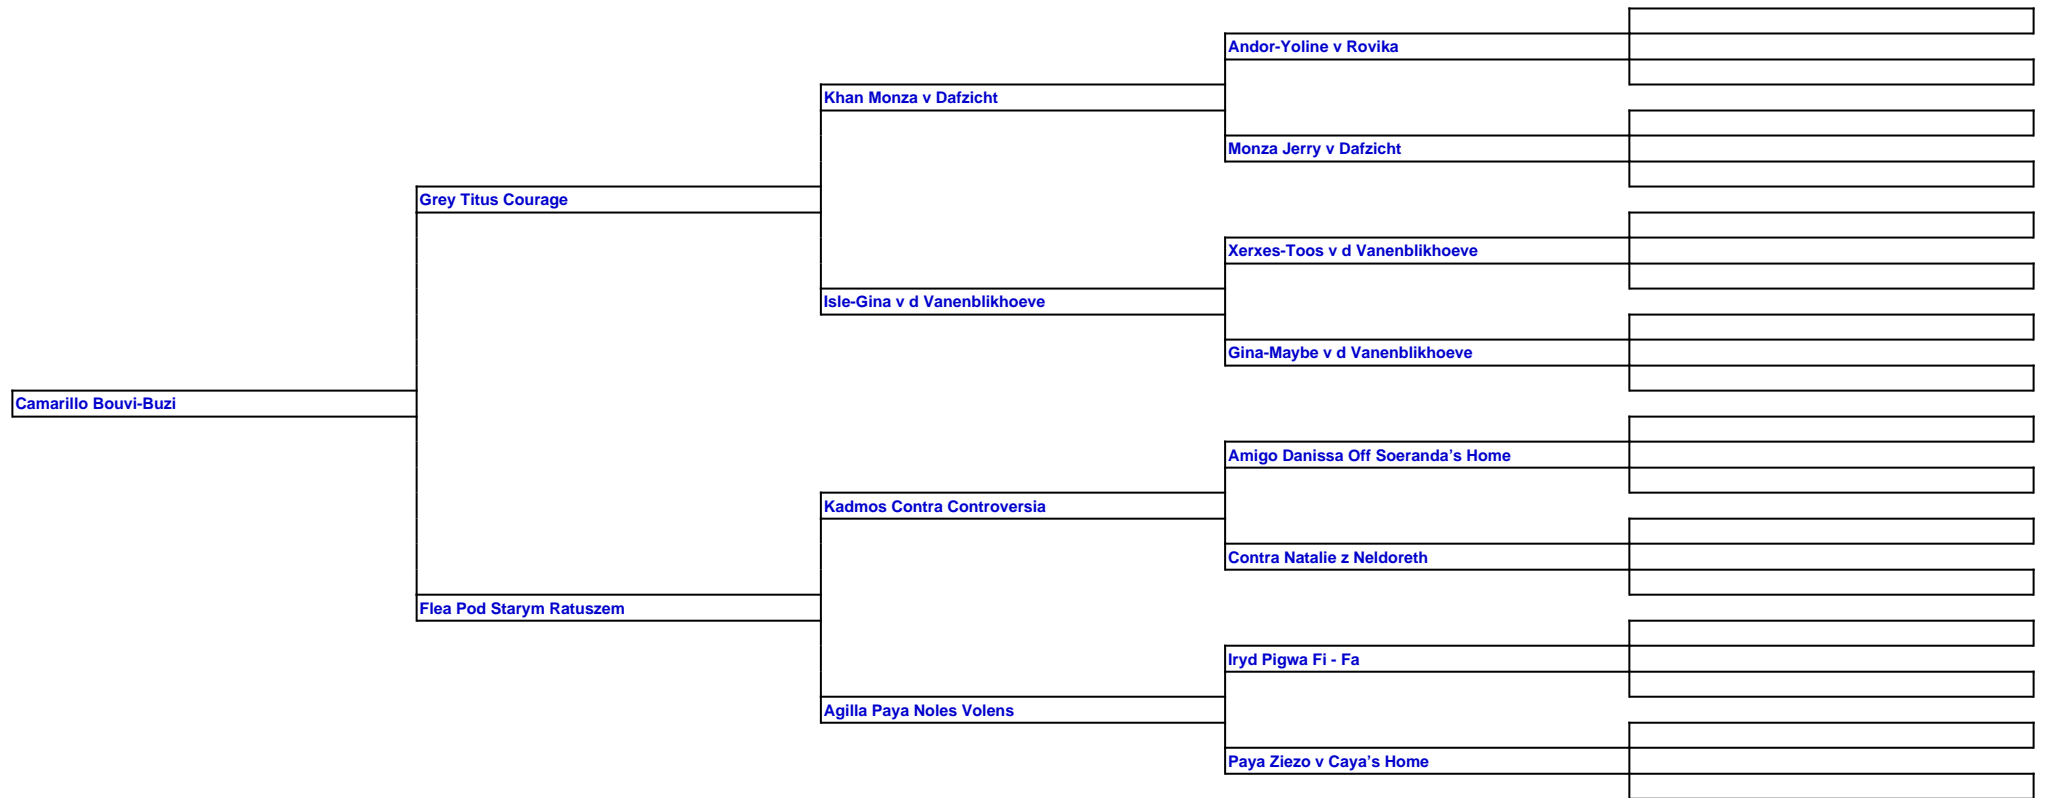 Andor-Yoline v Rovika
Khan Monza v Dafzicht
Monza Jerry v Dafzicht
Grey Titus Courage
Xerxes-Toos v d Vanenblikhoeve
Isle-Gina v d Vanenblikhoeve
Gina-Maybe v d Vanenblikhoeve
Camarillo Bouvi-Buzi
Amigo Danissa Off Soeranda’s Home
Kadmos Contra Controversia
Contra Natalie z Neldoreth
Flea Pod Starym Ratuszem
Iryd Pigwa Fi - Fa
Agilla Paya Noles Volens
Paya Ziezo v Caya’s Home